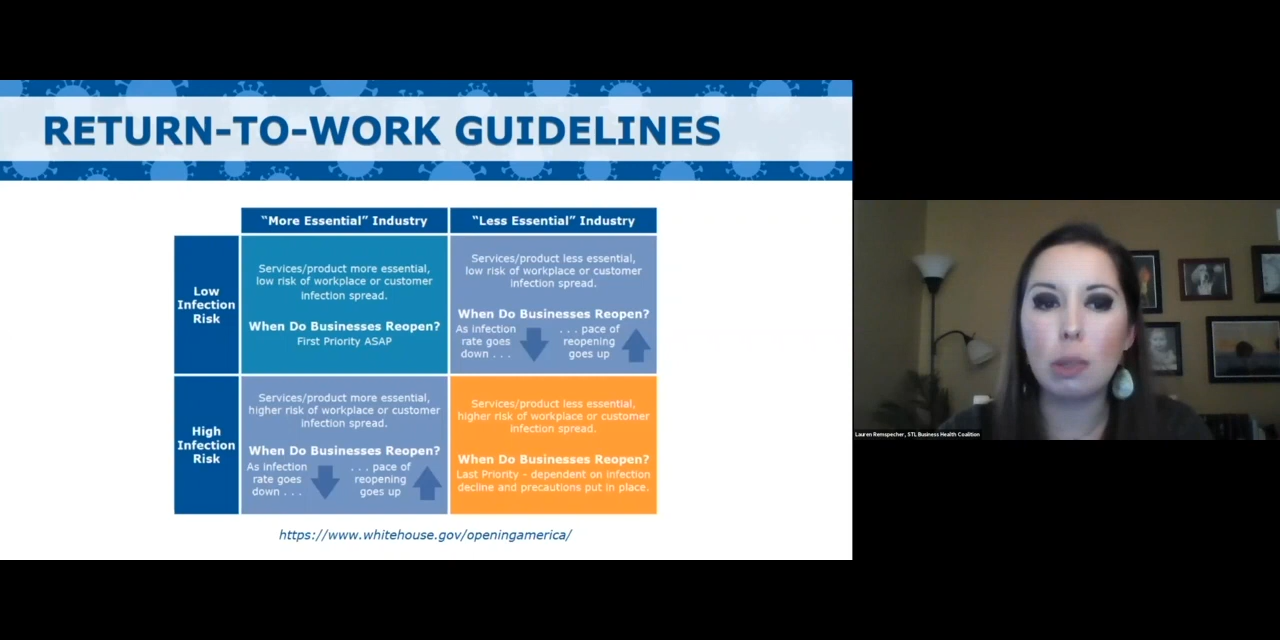 RETURN-TO-WORK GUIDELINES
“More Essential” Industry
“Less Essential” Industry
Low
Infection
Risk
Services/product more essential,
low risk of workplace or customer
infection spread.
When Do Businesses Reopen?
First Priority ASAP
Services/product less essential,
low risk of workplace or customer
infection spread.
When Do Businesses Reopen?
As infection
rate goes
down . . .
. . . pace of
reopening
goes up
High
Infection
Risk
Services/product more essential,
higher risk of workplace or customer
infection spread.
When Do Businesses Reopen?
As infection
rate goes
down . . .
. . . pace of
reopening
goes up
Services/product less essential,
higher risk of workplace or customer
infection spread.
When Do Businesses Reopen?
Last Priority - dependent on infection
decline and precautions put in place.
https://www.whitehouse.gov/openingamerica/
Lauren Remspecher, STL Business Health Coalition